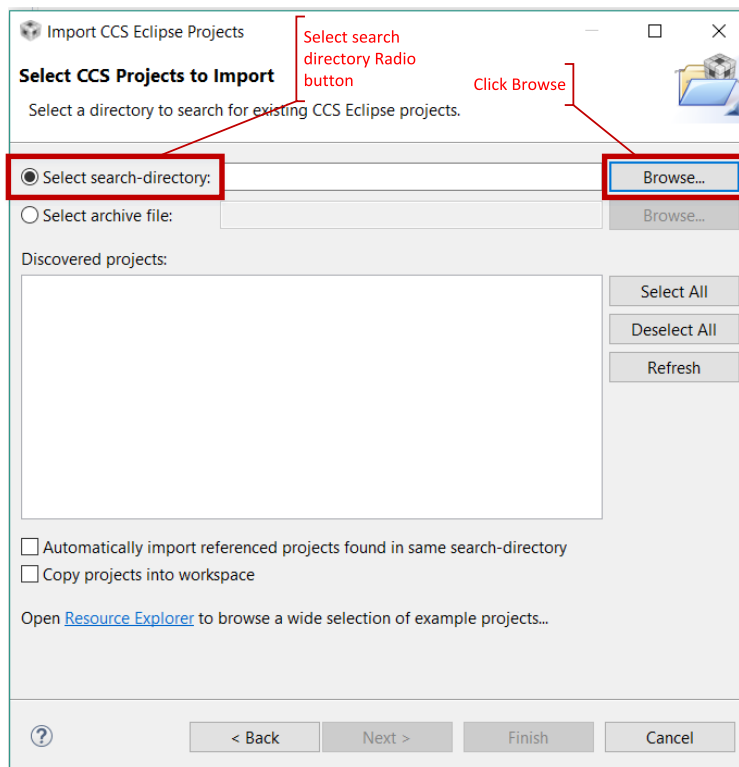 Import CCS Eclipse Projects
Select search
directory Radio
button
Select CCS Projects to Import
Click Browse
Select a directory to search for existing CCS Eclipse projects.
Select search-directory:
Browse...
Select archive file:
Browse...
Discovered projects:
Select All
Deselect All
Refresh
Automatically import referenced projects found in same search-directory
Copy projects into workspace
Open Resource Explorer to browse a wide selection of example projects...
?
< Back
Next >
Finish
Cancel